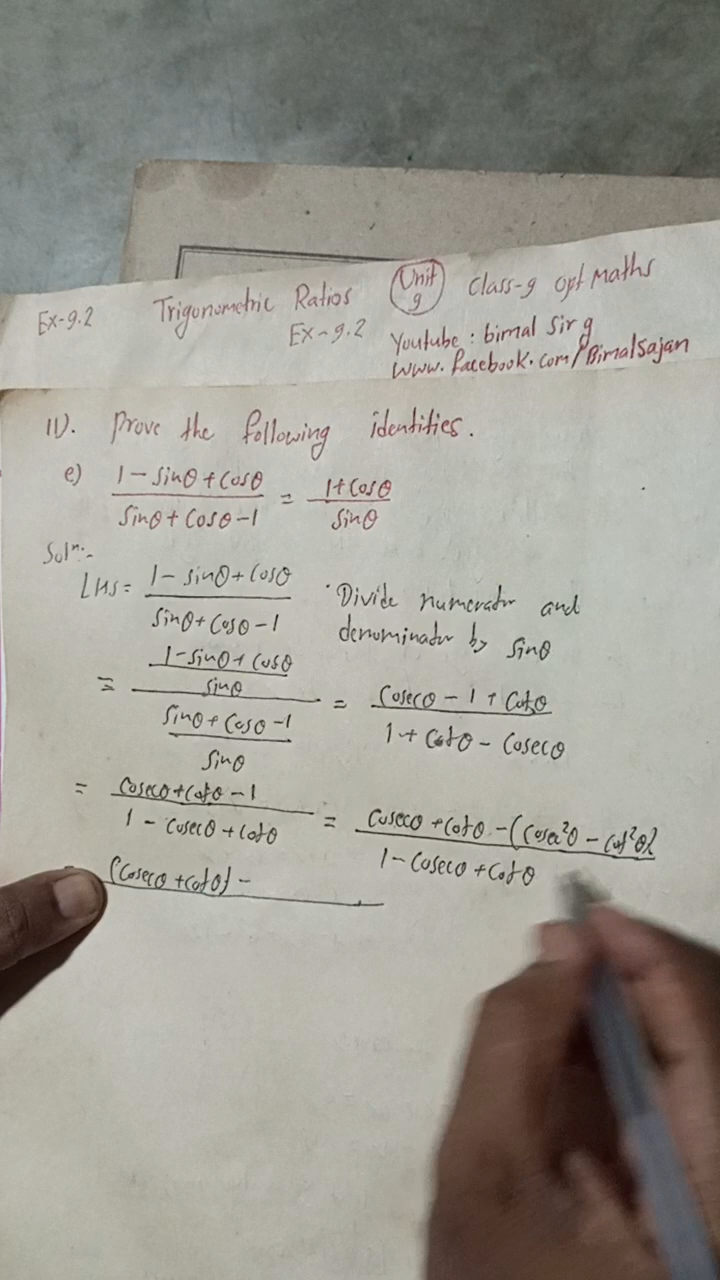 Ex-9.2 Trigonometric Ratios Unit 9 Class-9 opt Maths
Ex-9.2 Youtube : bimal Sir g
www.facebook.com/Bimalsajan
10. Prove the following identities.
e) (1 - sinθ + cosθ)/(sinθ + cosθ - 1) = (1 + cosθ)/sinθ
Solⁿ:-
LHS = (1 - sinθ + cosθ)/(sinθ + cosθ - 1) Divide numerator and
denominator by sinθ
= ((1 - sinθ + cosθ)/sinθ)/((sinθ + cosθ - 1)/sinθ) = (cosecθ - 1 + cotθ)/(1 + cotθ - cosecθ)
= (cosecθ + cotθ - 1)/(1 - cosecθ + cotθ) = (cosecθ + cotθ - (cosec²θ - cot²θ))/(1 - cosecθ + cotθ)
(cosecθ + cotθ) -